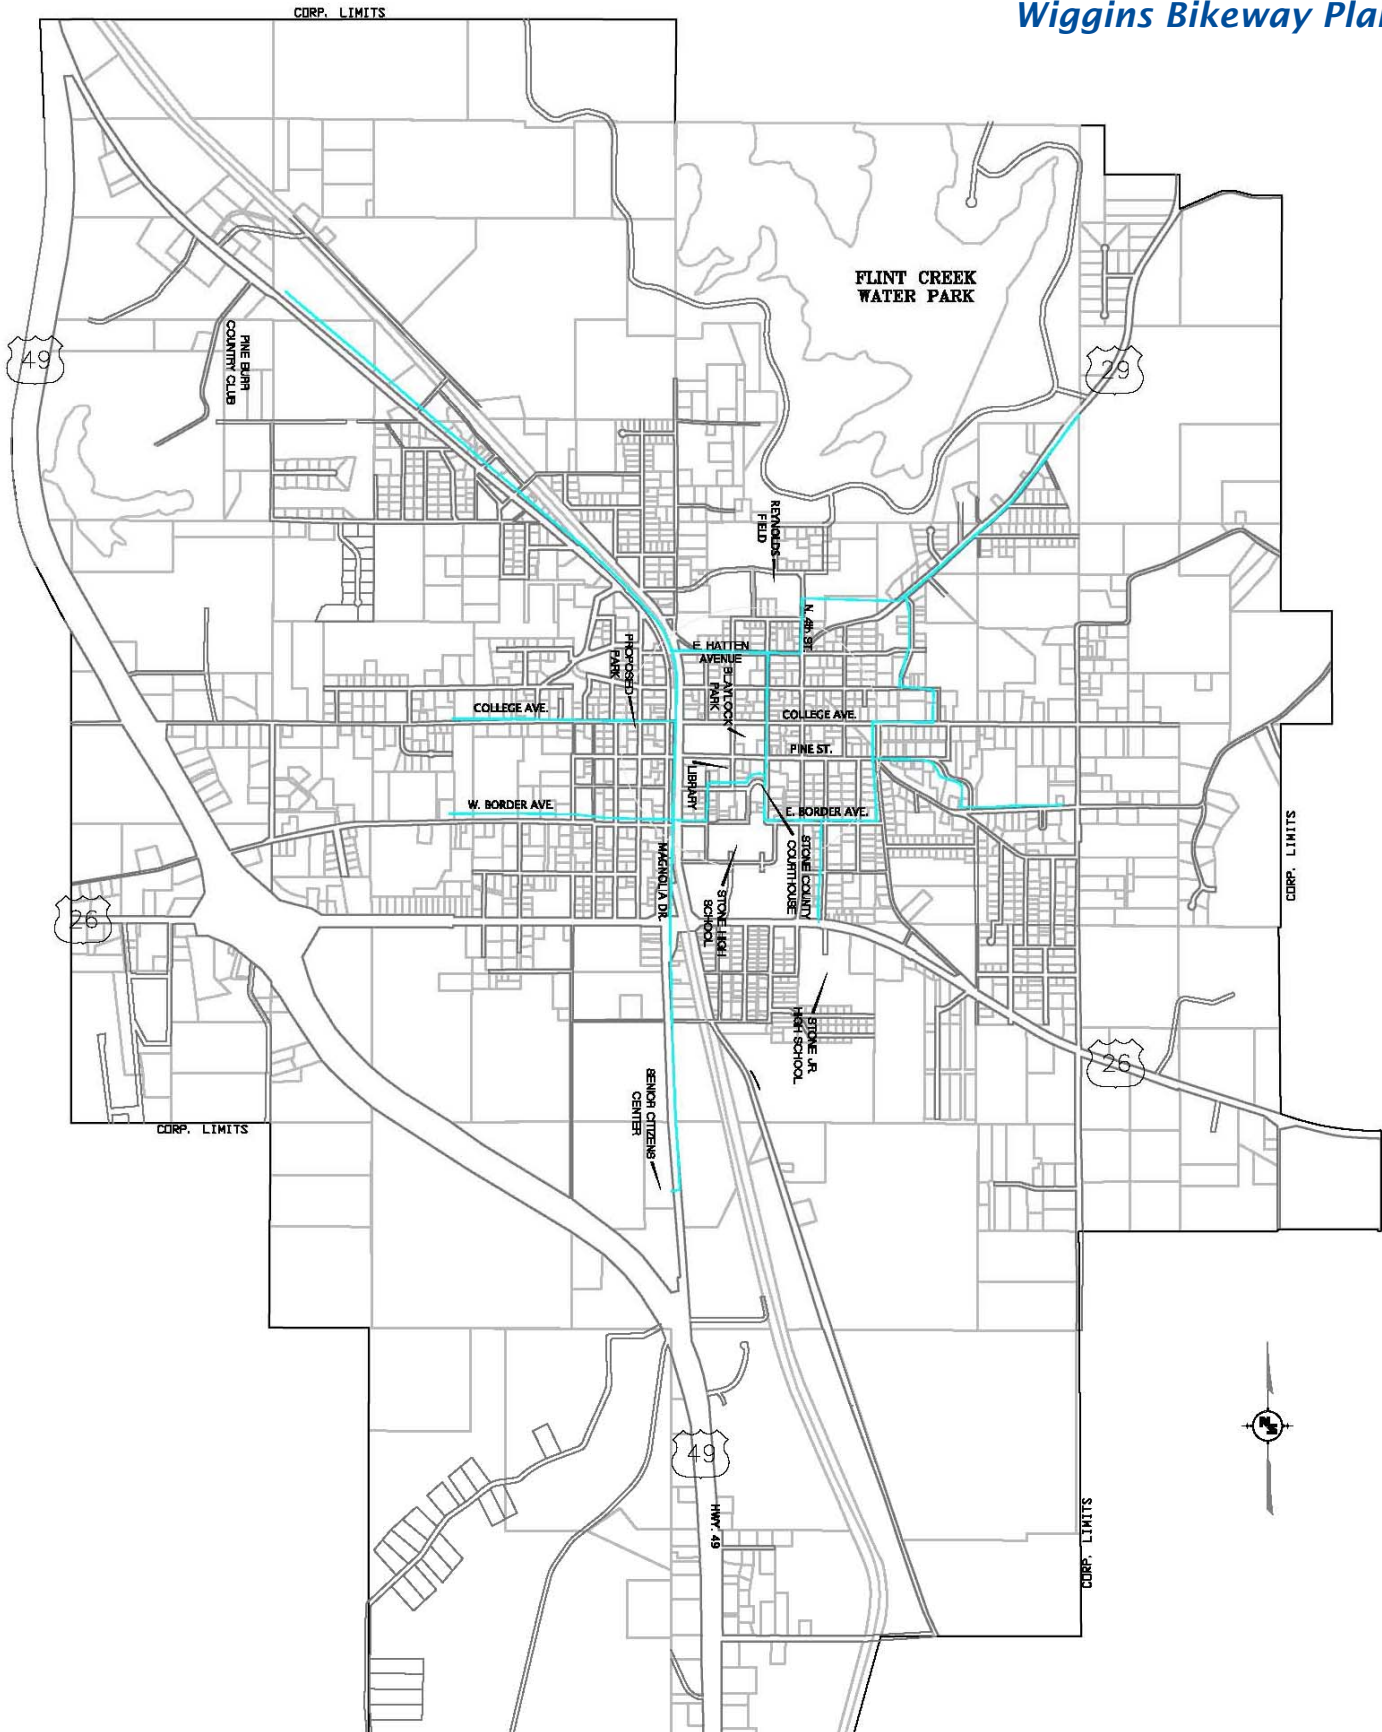 CORP. LIMITS
Wiggins Bikeway Pla
FLINT CREEK
WATER PARK
49
PINE BURR
COUNTRY CLUB
29
REYNOLDS
FIELD
N. 4th ST.
E HATTEN
AVENUE
PROPOSED
PARK
BLAYLOCK
PARK
COLLEGE AVE.
COLLEGE AVE.
PINE ST.
LIBRARY
W. BORDER AVE.
E. BORDER AVE.
STONE COUNTY
COURTHOUSE
MAGNOLIA DR.
STONE HIGH
SCHOOL
CORP. LIMITS
26
STONE JR
HIGH SCHOOL
26
SENIOR CITIZENS
CENTER
CORP. LIMITS
49
HWY. 49
N
CORP. LIMITS